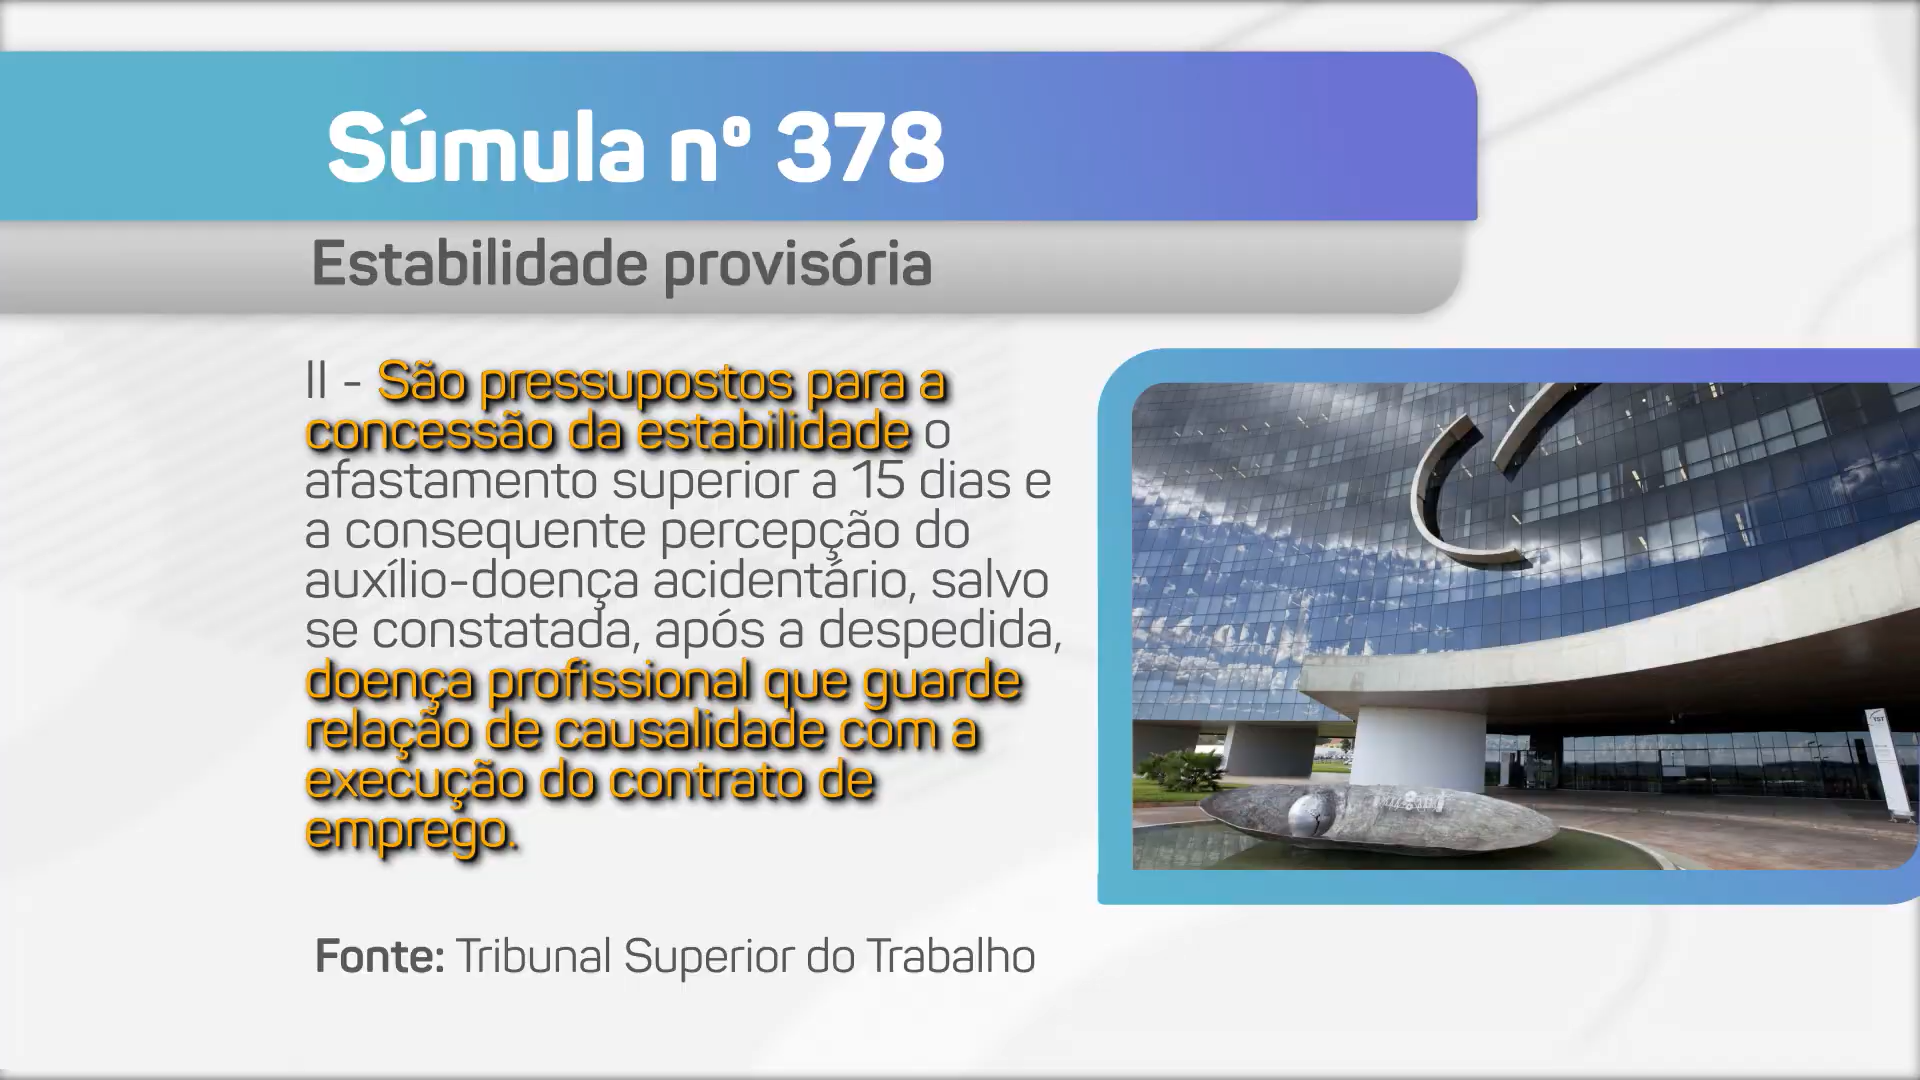 Súmula nº 378
Estabilidade provisória
II - São pressupostos para a
concessão da estabilidade o
afastamento superior a 15 dias e
a consequente percepção do
auxílio-doença acidentário, salvo
se constatada, após a despedida,
doença profissional que guarde
relação de causalidade com a
execução do contrato de
emprego.
Fonte: Tribunal Superior do Trabalho
TST